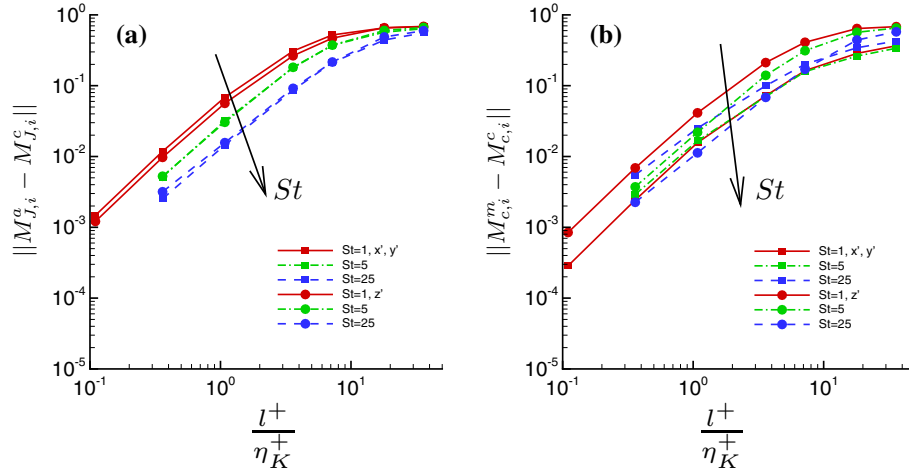 (a)
||M^a_{J,i} − M^c_{J,i}||
10^0
10^-1
10^-2
10^-3
10^-4
10^-5
St
St=1, x', y'
St=5
St=25
St=1, z'
St=5
St=25
10^-1
10^0
10^1
l^+
η_K^+
(b)
||M^m_{c,i} − M^c_{c,i}||
10^0
10^-1
10^-2
10^-3
10^-4
10^-5
St
St=1, x', y'
St=5
St=25
St=1, z'
St=5
St=25
10^-1
10^0
10^1
l^+
η_K^+